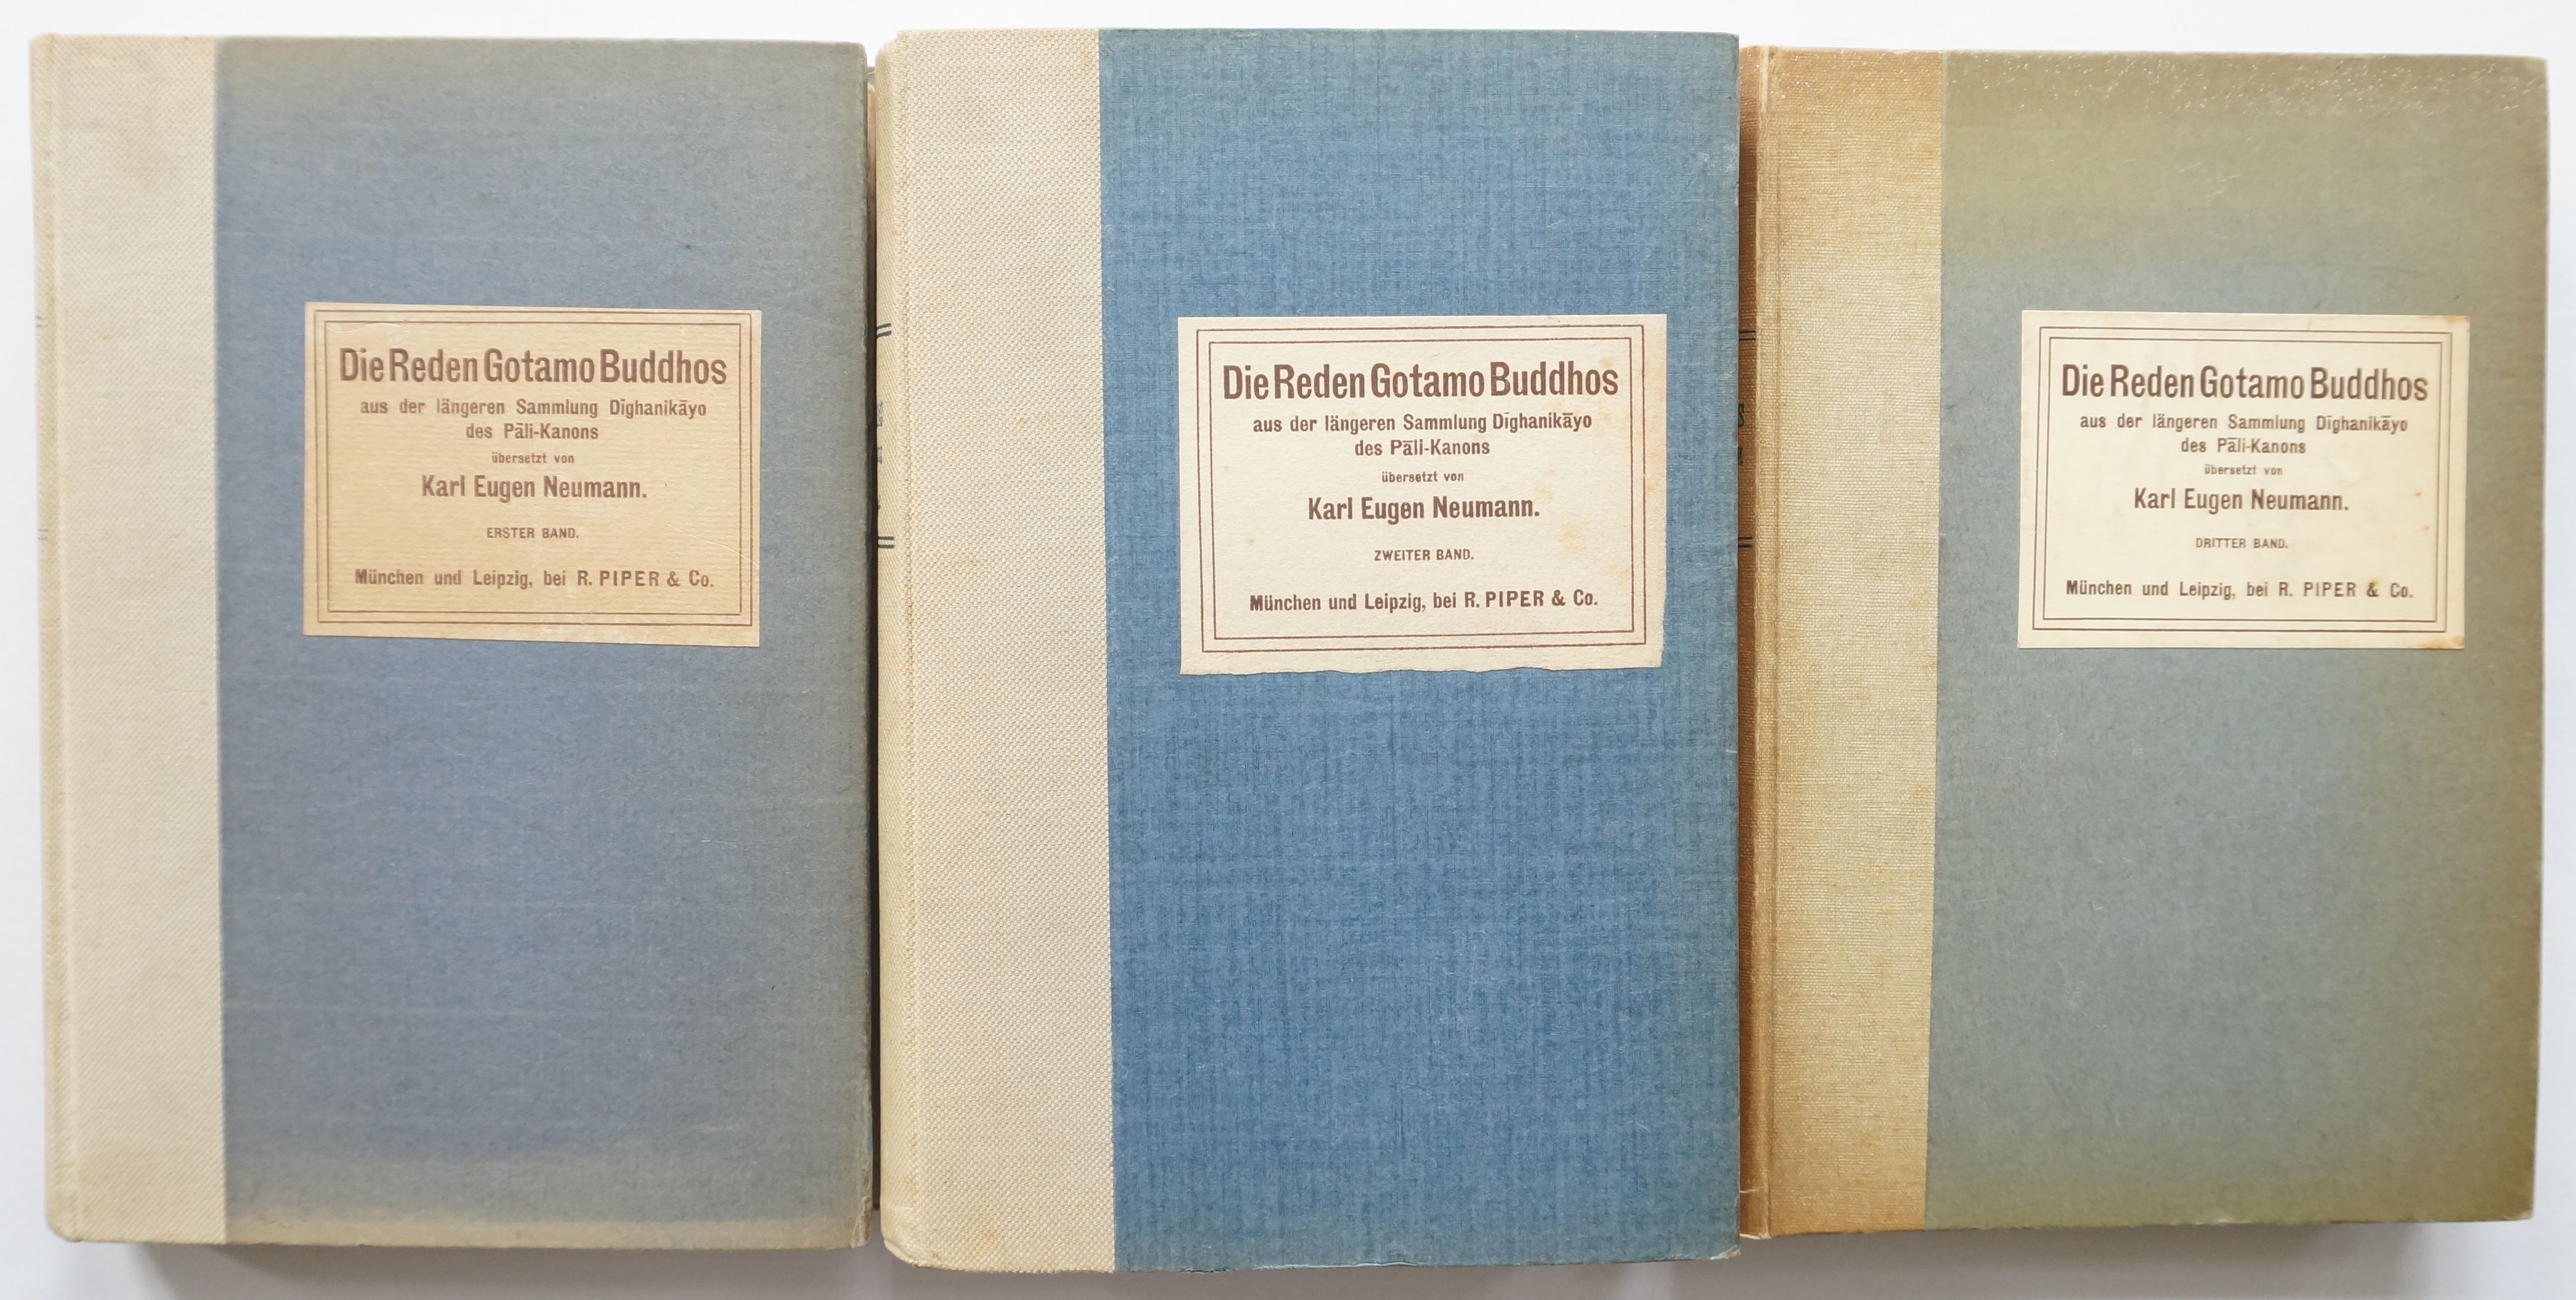 Die Reden Gotamo Buddhos
aus der längeren Sammlung Dīghanikāyo
des Pāli-Kanons
übersetzt von
Karl Eugen Neumann.
ERSTER BAND.
München und Leipzig, bei R. PIPER & Co.
Die Reden Gotamo Buddhos
aus der längeren Sammlung Dīghanikāyo
des Pāli-Kanons
übersetzt von
Karl Eugen Neumann.
ZWEITER BAND.
München und Leipzig, bei R. PIPER & Co.
Die Reden Gotamo Buddhos
aus der längeren Sammlung Dīghanikāyo
des Pāli-Kanons
übersetzt von
Karl Eugen Neumann.
DRITTER BAND.
München und Leipzig, bei R. PIPER & Co.